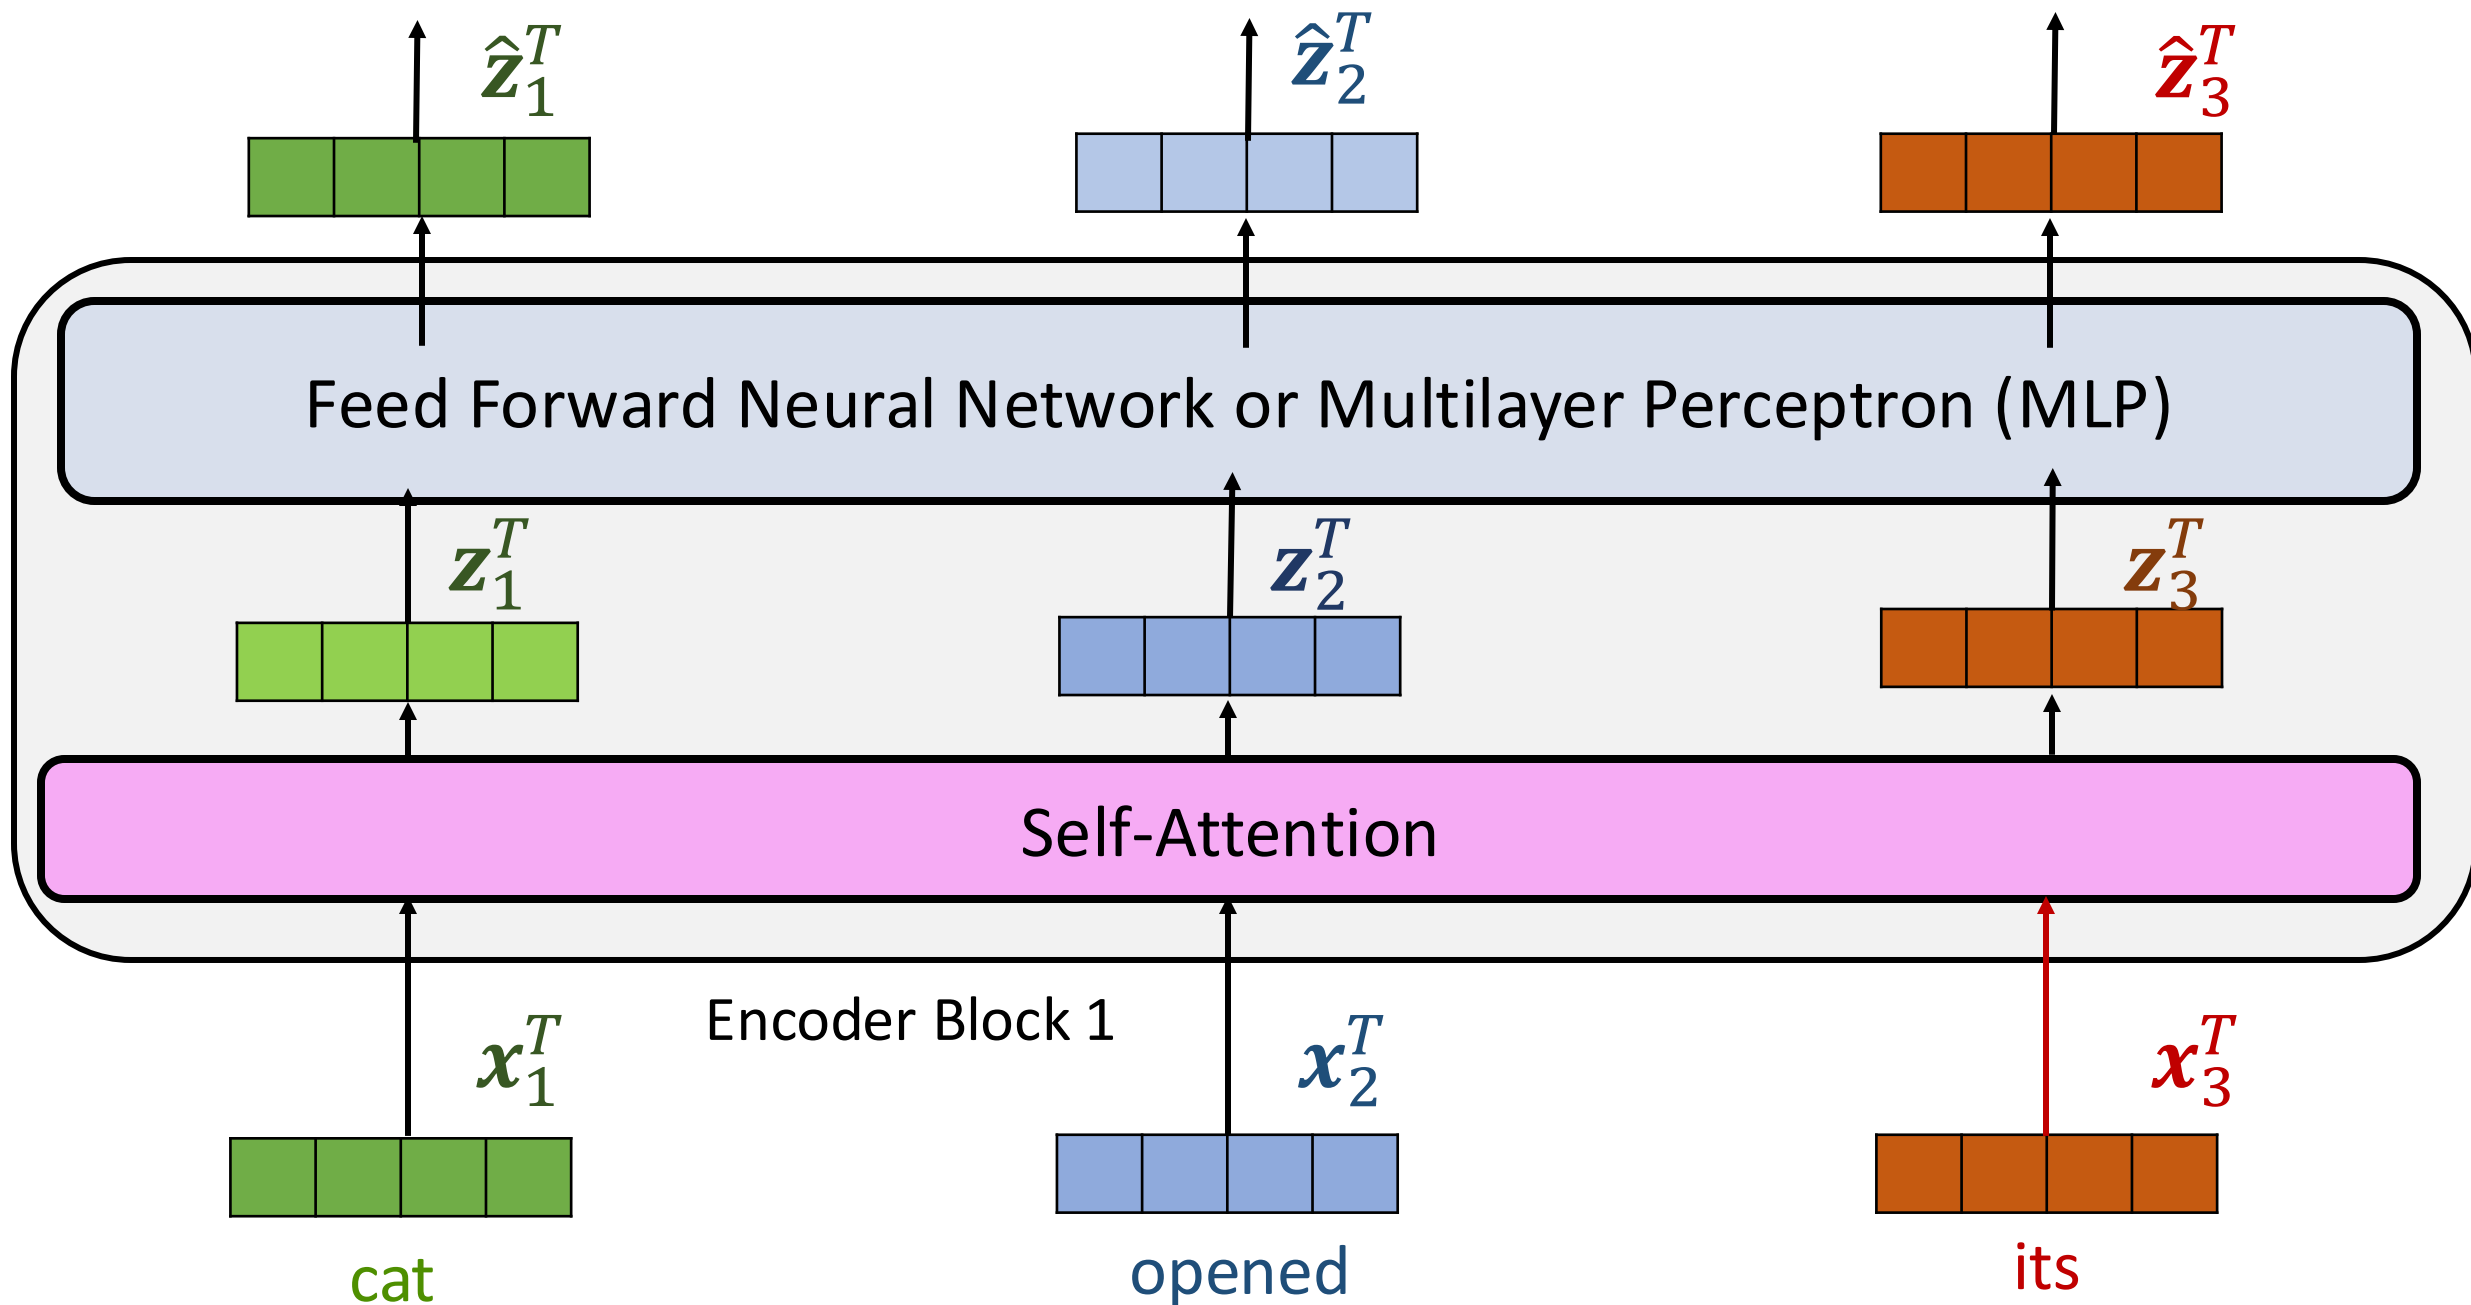 ẑ₁ᵀ ẑ₂ᵀ ẑ₃ᵀ
Feed Forward Neural Network or Multilayer Perceptron (MLP)
z₁ᵀ z₂ᵀ z₃ᵀ
Self-Attention
Encoder Block 1
x₁ᵀ x₂ᵀ x₃ᵀ
cat opened its